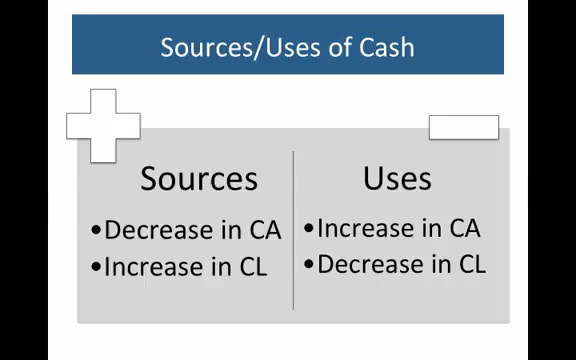 Sources/Uses of Cash
Sources
•Decrease in CA
•Increase in CL
Uses
•Increase in CA
•Decrease in CL